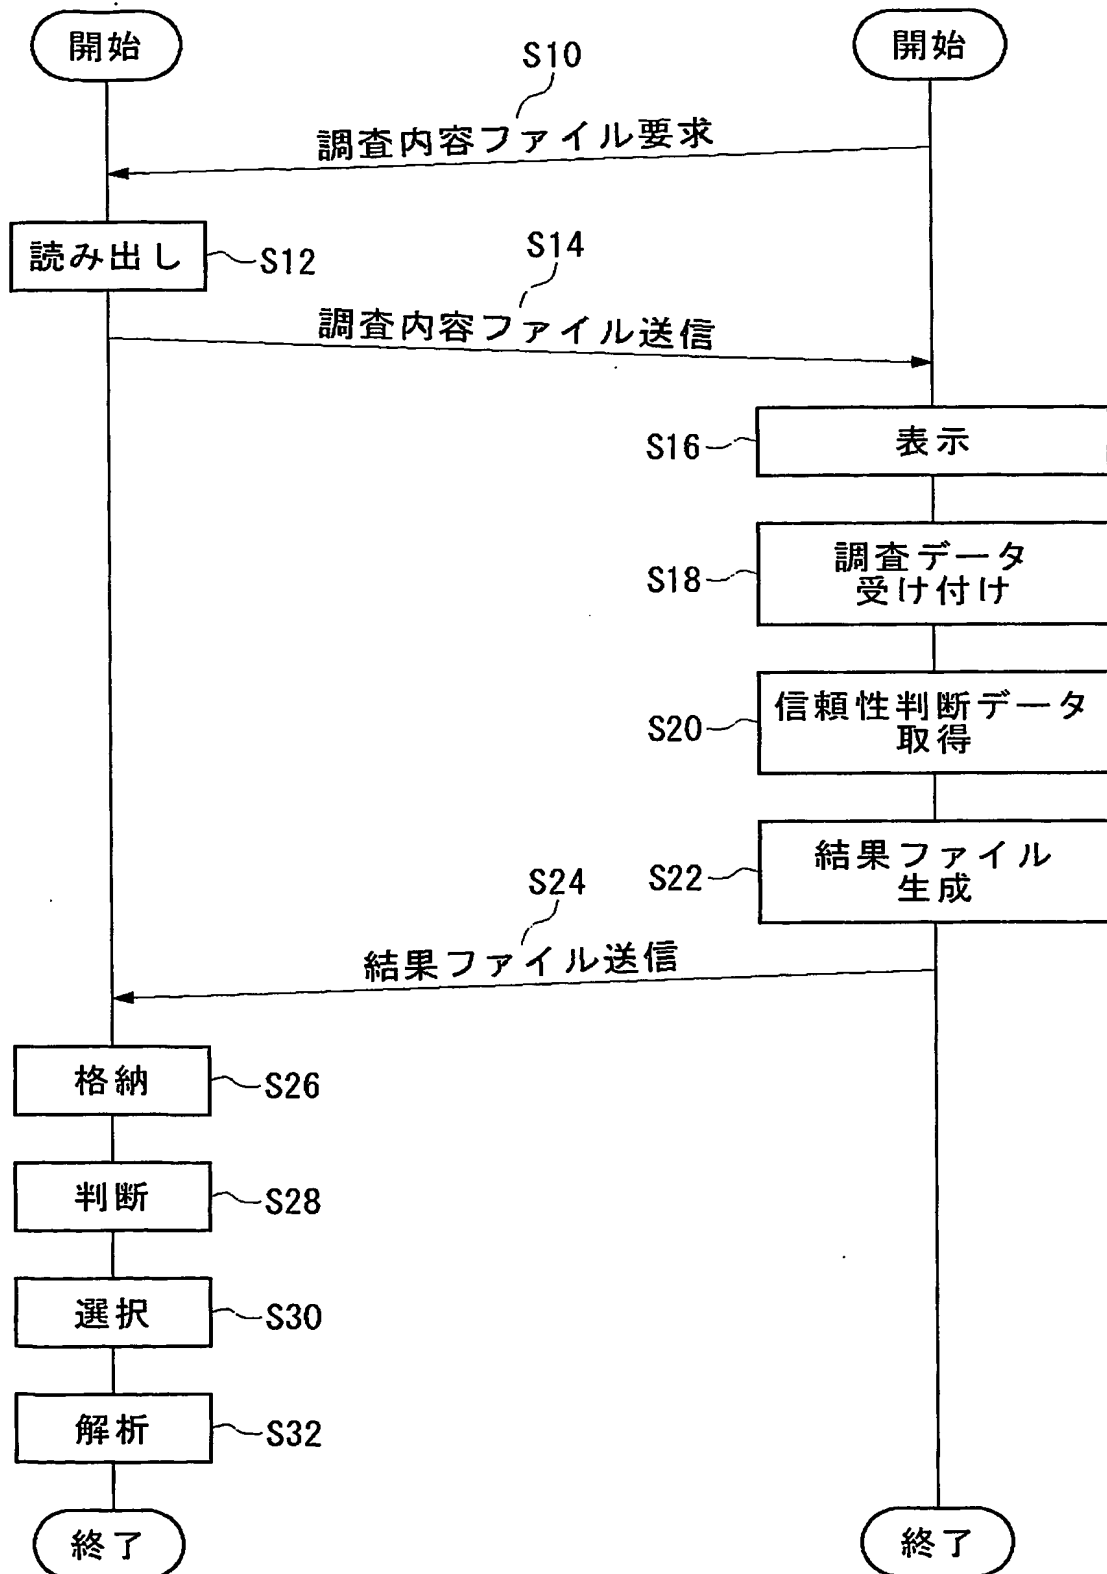 開始
開始
S10
調査内容ファイル要求
読み出し
S12
S14
調査内容ファイル送信
S16
表示
S18
調査データ
受け付け
S20
信頼性判断データ
取得
S22
結果ファイル
生成
S24
結果ファイル送信
格納
S26
判断
S28
選択
S30
解析
S32
終了
終了